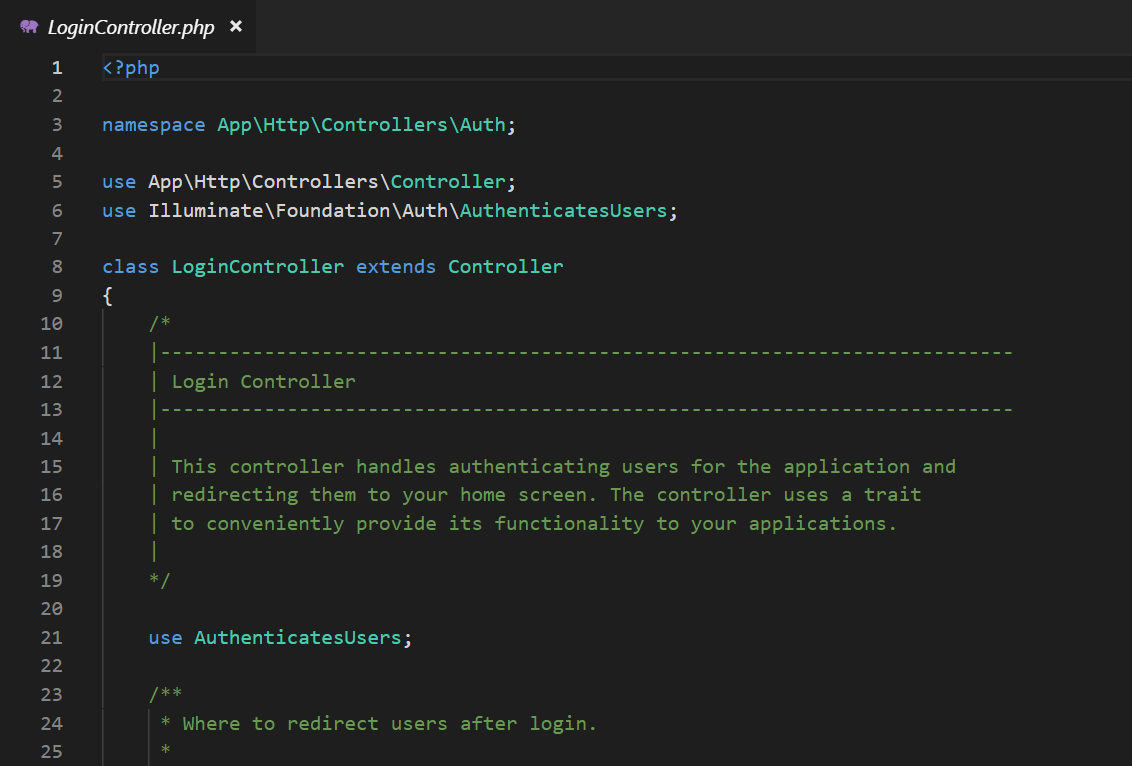 LoginController.php ×
1 <?php
2
3 namespace App\Http\Controllers\Auth;
4
5 use App\Http\Controllers\Controller;
6 use Illuminate\Foundation\Auth\AuthenticatesUsers;
7
8 class LoginController extends Controller
9 {
10     /*
11     |--------------------------------------------------------------------------
12     | Login Controller
13     |--------------------------------------------------------------------------
14     |
15     | This controller handles authenticating users for the application and
16     | redirecting them to your home screen. The controller uses a trait
17     | to conveniently provide its functionality to your applications.
18     |
19     */
20
21     use AuthenticatesUsers;
22
23     /**
24      * Where to redirect users after login.
25      *